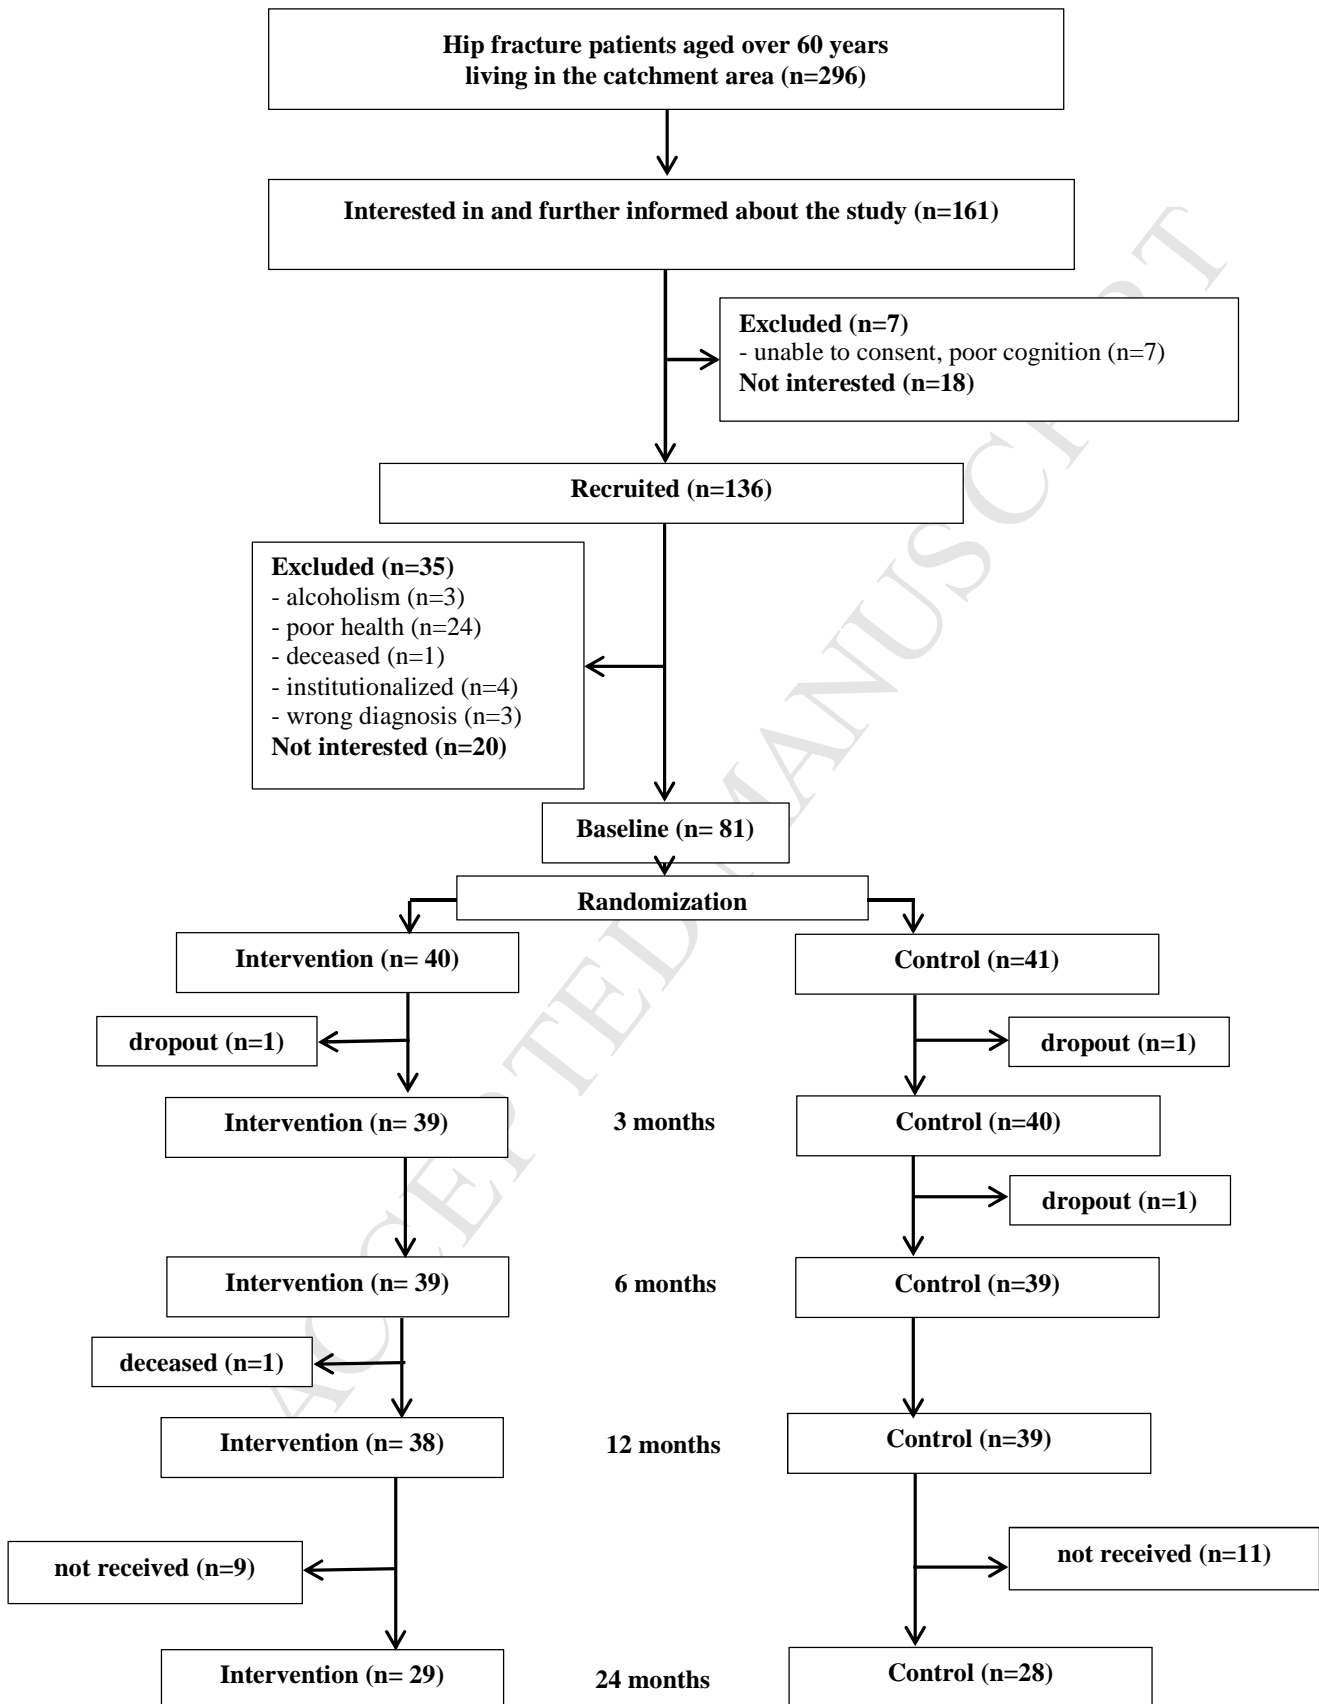 Hip fracture patients aged over 60 years
living in the catchment area (n=296)
Interested in and further informed about the study (n=161)
Excluded (n=7)
- unable to consent, poor cognition (n=7)
Not interested (n=18)
Recruited (n=136)
Excluded (n=35)
- alcoholism (n=3)
- poor health (n=24)
- deceased (n=1)
- institutionalized (n=4)
- wrong diagnosis (n=3)
Not interested (n=20)
Baseline (n= 81)
Randomization
Intervention (n= 40)
Control (n=41)
dropout (n=1)
dropout (n=1)
Intervention (n= 39)
3 months
Control (n=40)
dropout (n=1)
Intervention (n= 39)
6 months
Control (n=39)
deceased (n=1)
Intervention (n= 38)
12 months
Control (n=39)
not received (n=9)
not received (n=11)
Intervention (n= 29)
24 months
Control (n=28)
ACCEPTED MANUSCRIPT